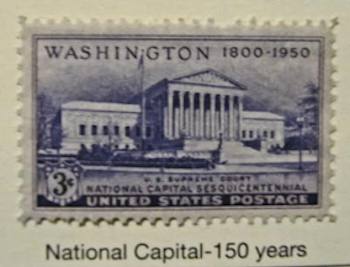 WASHINGTON 1800-1950
U.S. SUPREME COURT
3¢
NATIONAL CAPITAL SESQUICENTENNIAL
UNITED STATES POSTAGE
National Capital-150 years